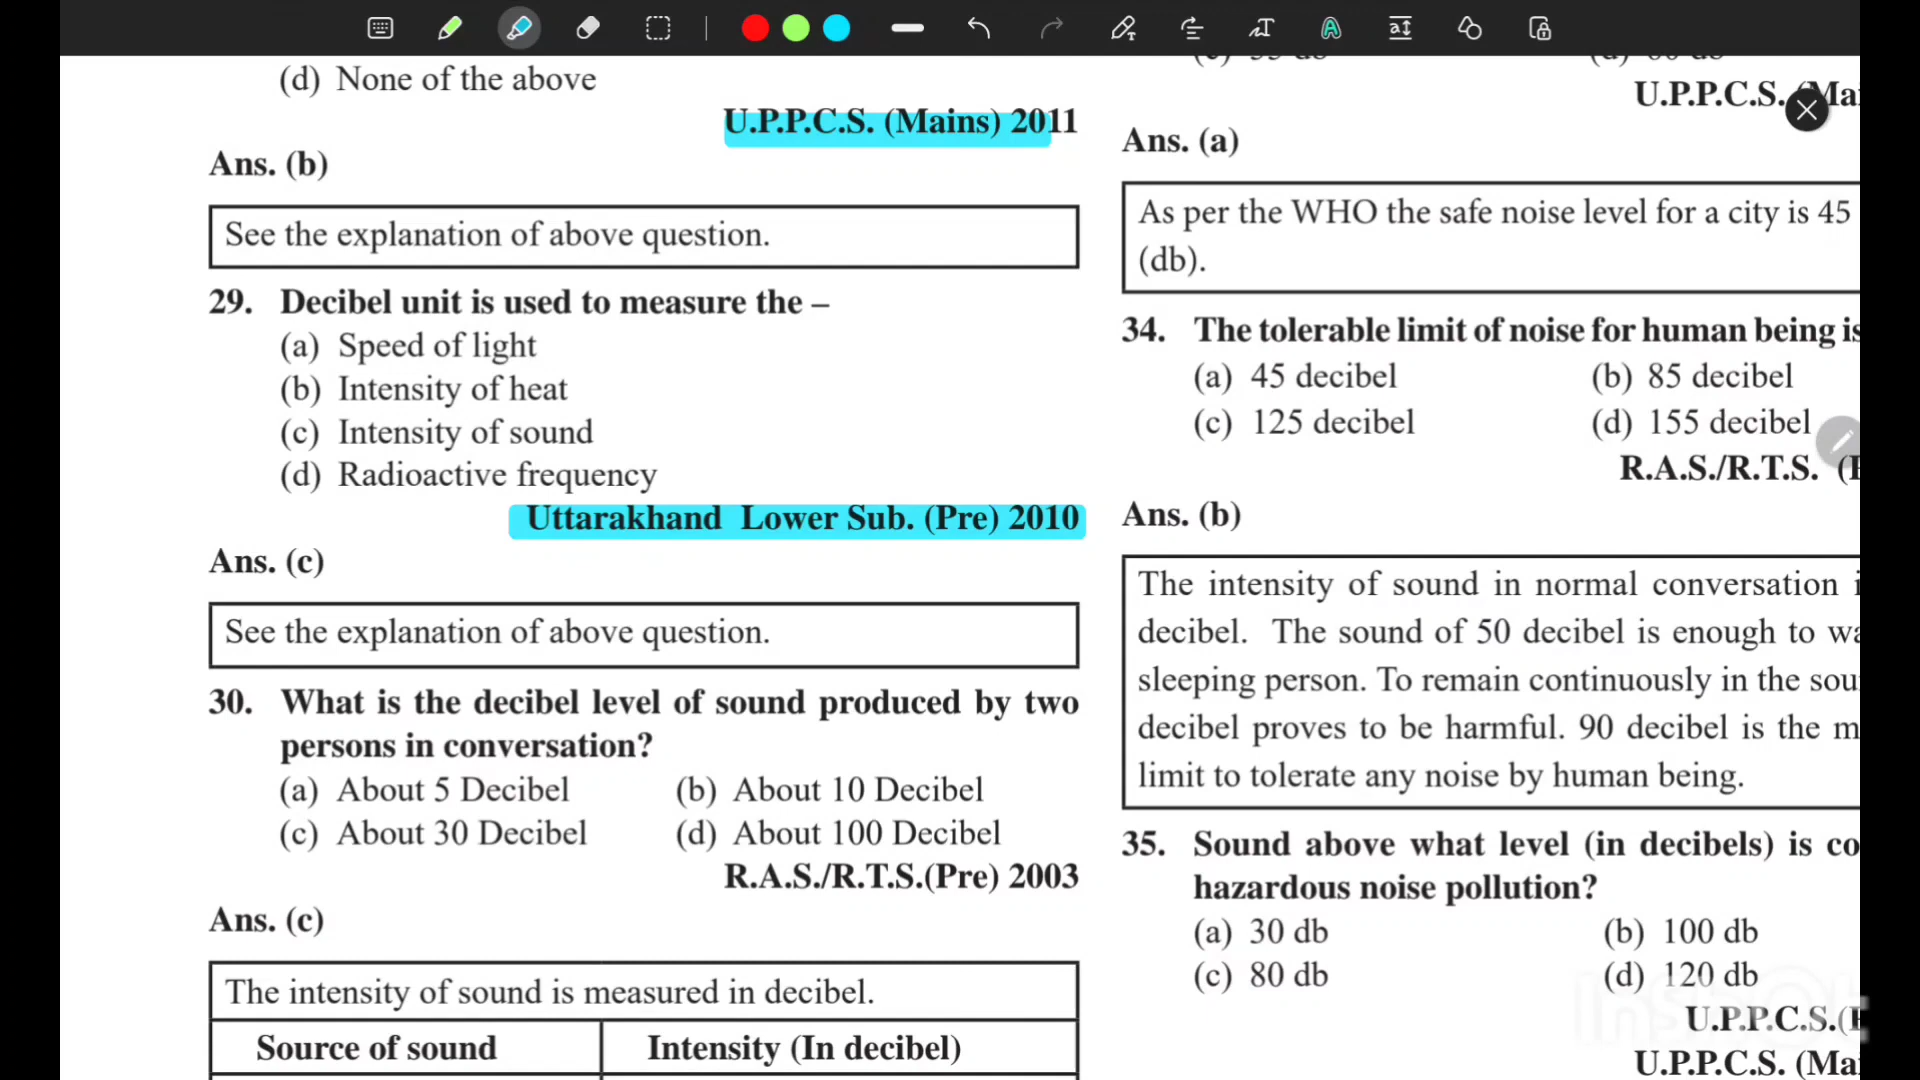 (d) None of the above
U.P.P.C.S. (Mains) 2011
Ans. (b)
See the explanation of above question.
29. Decibel unit is used to measure the –
(a) Speed of light
(b) Intensity of heat
(c) Intensity of sound
(d) Radioactive frequency
Uttarakhand Lower Sub. (Pre) 2010
Ans. (c)
See the explanation of above question.
30. What is the decibel level of sound produced by two
persons in conversation?
(a) About 5 Decibel (b) About 10 Decibel
(c) About 30 Decibel (d) About 100 Decibel
R.A.S./R.T.S.(Pre) 2003
Ans. (c)
The intensity of sound is measured in decibel.
Source of sound Intensity (In decibel)
U.P.P.C.S.
Ans. (a)
As per the WHO the safe noise level for a city is 45
(db).
34. The tolerable limit of noise for human being is
(a) 45 decibel (b) 85 decibel
(c) 125 decibel (d) 155 decibel
R.A.S./R.T.S.
Ans. (b)
The intensity of sound in normal conversation
decibel. The sound of 50 decibel is enough to
sleeping person. To remain continuously in the
decibel proves to be harmful. 90 decibel is the
limit to tolerate any noise by human being.
35. Sound above what level (in decibels) is
hazardous noise pollution?
(a) 30 db (b) 100 db
(c) 80 db (d) 120 db
U.P.P.C.S.
U.P.P.C.S.
InShOt